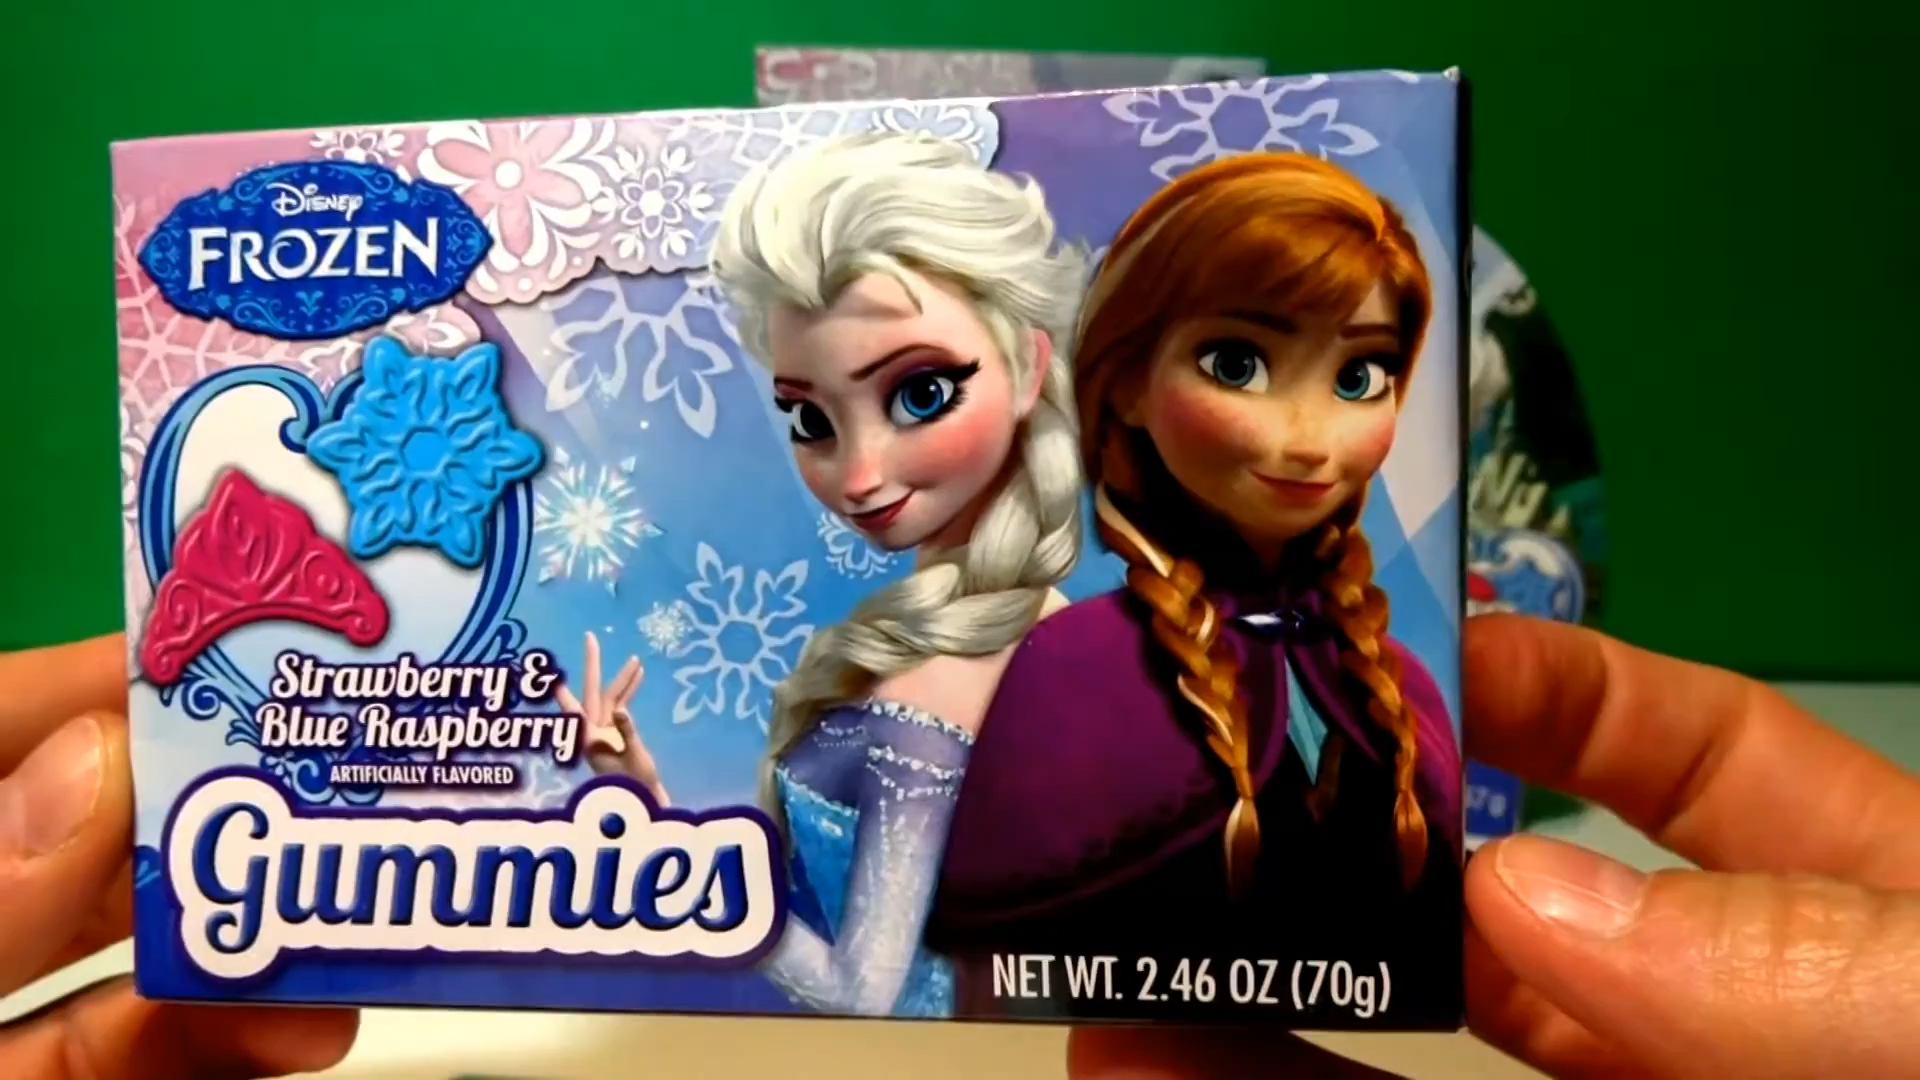 Disney
FROZEN
Strawberry &
Blue Raspberry
ARTIFICIALLY FLAVORED
Gummies
NET WT. 2.46 OZ (70g)